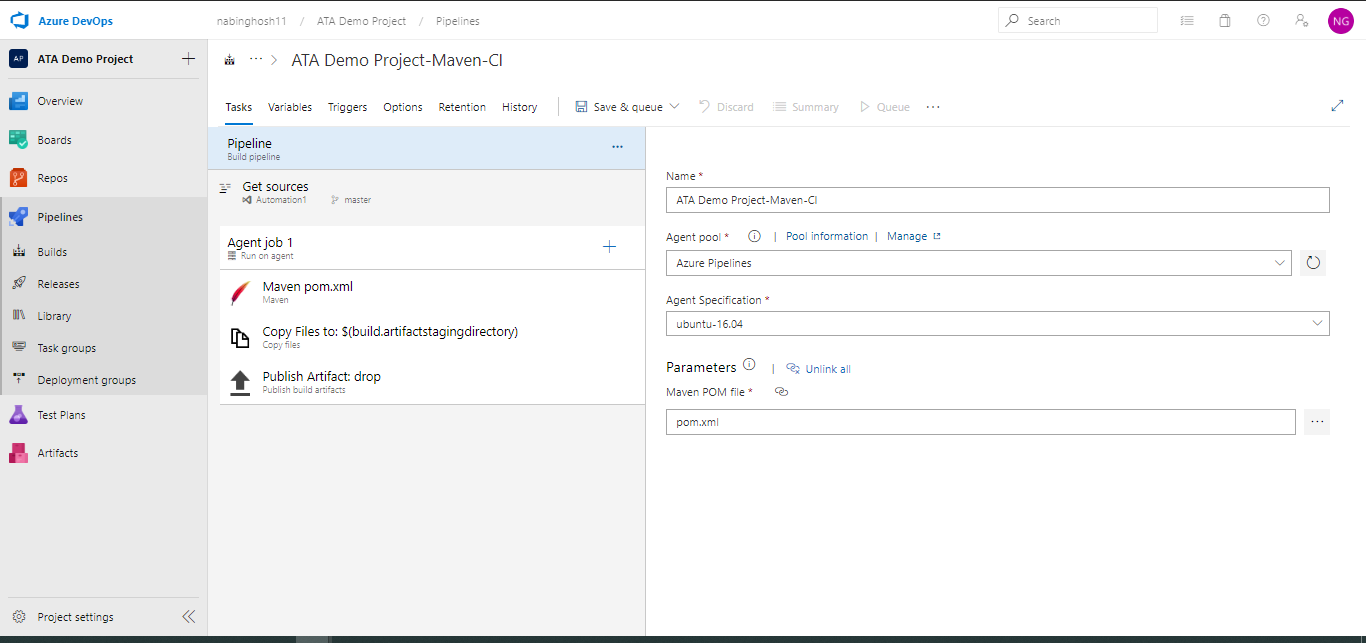 Azure DevOps
nabinghosh11 / ATA Demo Project / Pipelines
Search
NG
AP ATA Demo Project
Overview
Boards
Repos
Pipelines
Builds
Releases
Library
Task groups
Deployment groups
Test Plans
Artifacts
Project settings
··· > ATA Demo Project-Maven-CI
Tasks Variables Triggers Options Retention History | Save & queue Discard Summary Queue ···
Pipeline
Build pipeline
Get sources
Automation1 master
Agent job 1
Run on agent
Maven pom.xml
Maven
Copy Files to: $(build.artifactstagingdirectory)
Copy files
Publish Artifact: drop
Publish build artifacts
Name *
ATA Demo Project-Maven-CI
Agent pool * | Pool information | Manage
Azure Pipelines
Agent Specification *
ubuntu-16.04
Parameters | Unlink all
Maven POM file *
pom.xml